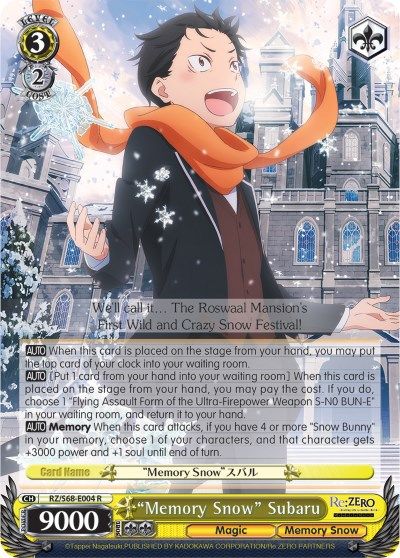 LEVEL
3
2
COST
We'll call it... The Roswaal Mansion's
First Wild and Crazy Snow Festival!
AUTO When this card is placed on the stage from your hand, you may put
the top card of your clock into your waiting room.
AUTO [Put 1 card from your hand into your waiting room] When this card is
placed on the stage from your hand, you may pay the cost. If you do,
choose 1 "Flying Assault Form of the Ultra-Firepower Weapon S-N0 BUN-E"
in your waiting room, and return it to your hand.
AUTO Memory When this card attacks, if you have 4 or more "Snow Bunny"
in your memory, choose 1 of your characters, and that character gets
+3000 power and +1 soul until end of turn.
Card Name "Memory Snow"スバル
CH RZ/S68-E004 R
POWER 9000 SOUL "Memory Snow" Subaru Re:ZERO
Magic Memory Snow
©Tappei Nagatsuki,PUBLISHED BY KADOKAWA CORPORATION/Re:ZERO PARTNERS